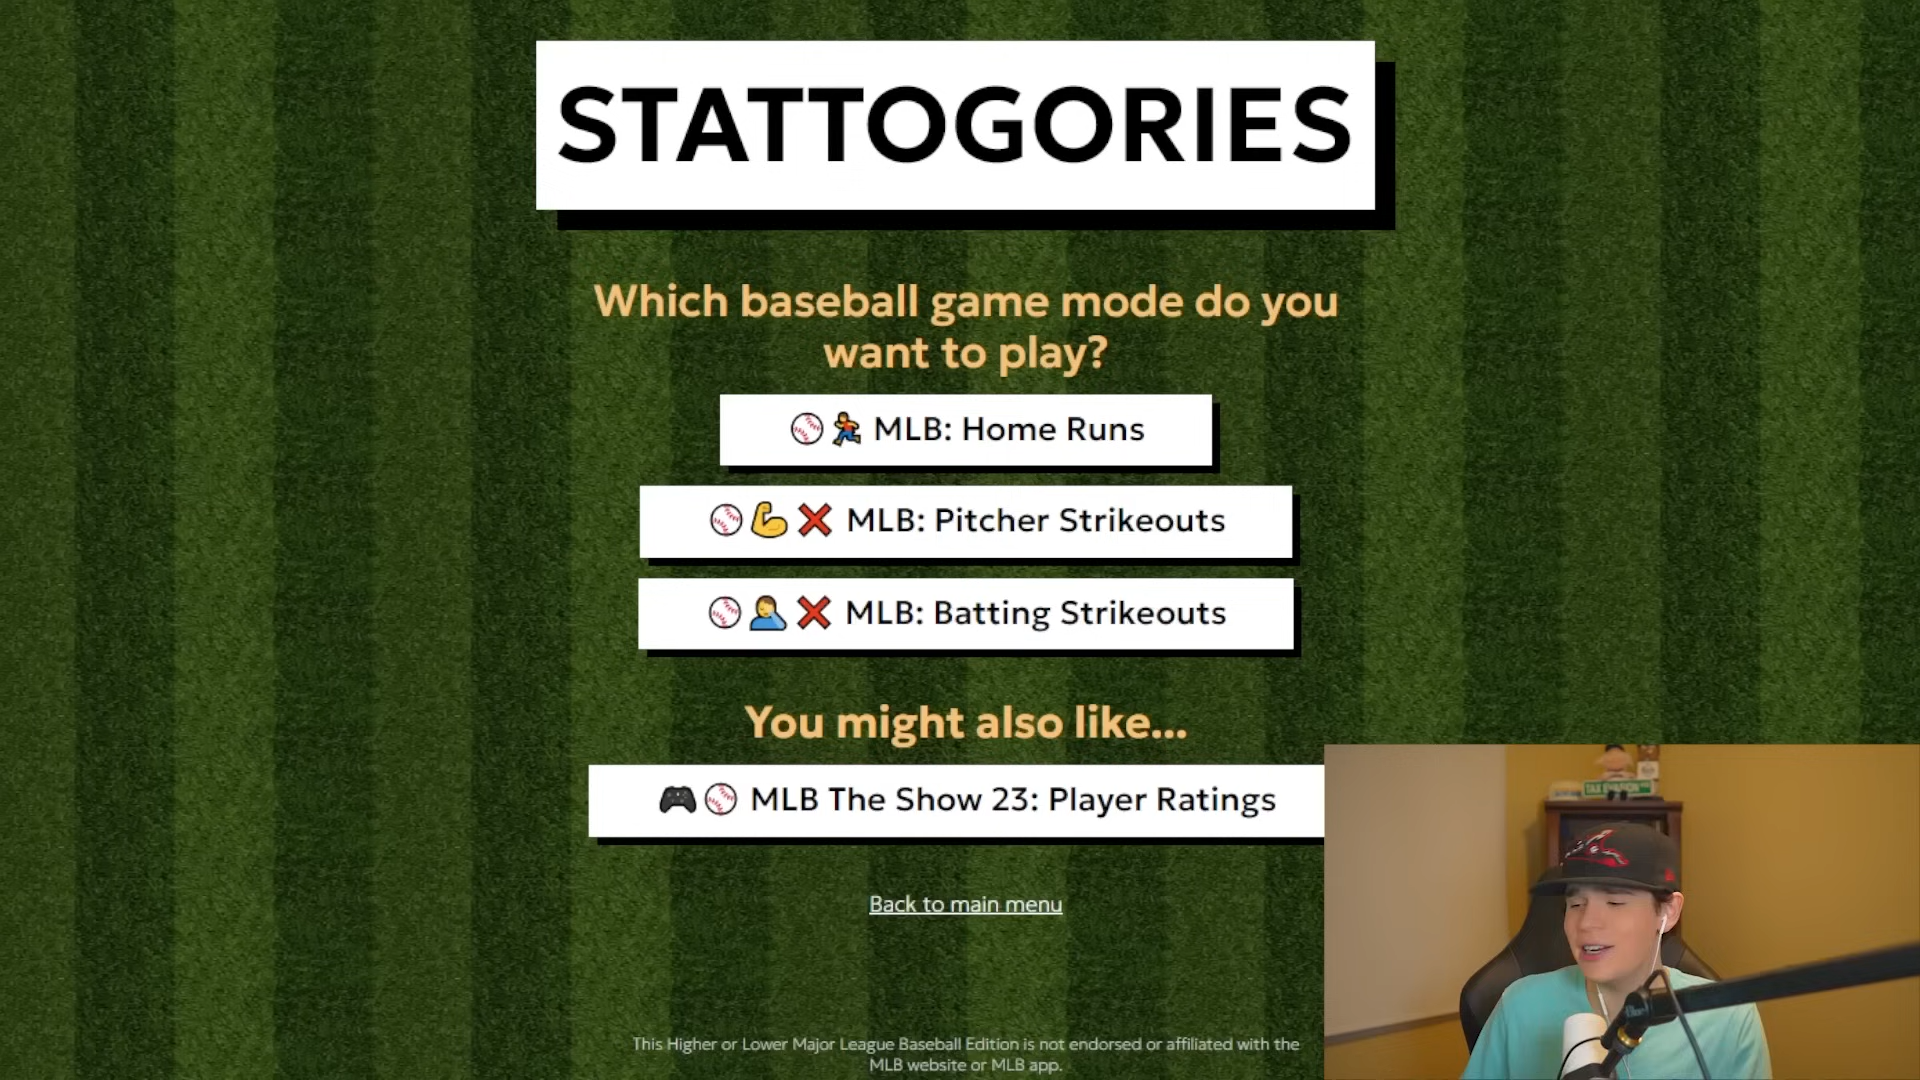 STATTOGORIES
Which baseball game mode do you
want to play?
MLB: Home Runs
MLB: Pitcher Strikeouts
MLB: Batting Strikeouts
You might also like...
MLB The Show 23: Player Ratings
TAX EVASION
Back to main menu
This Higher or Lower Major League Baseball Edition is not endorsed or affiliated with the
MLB website or MLB app.